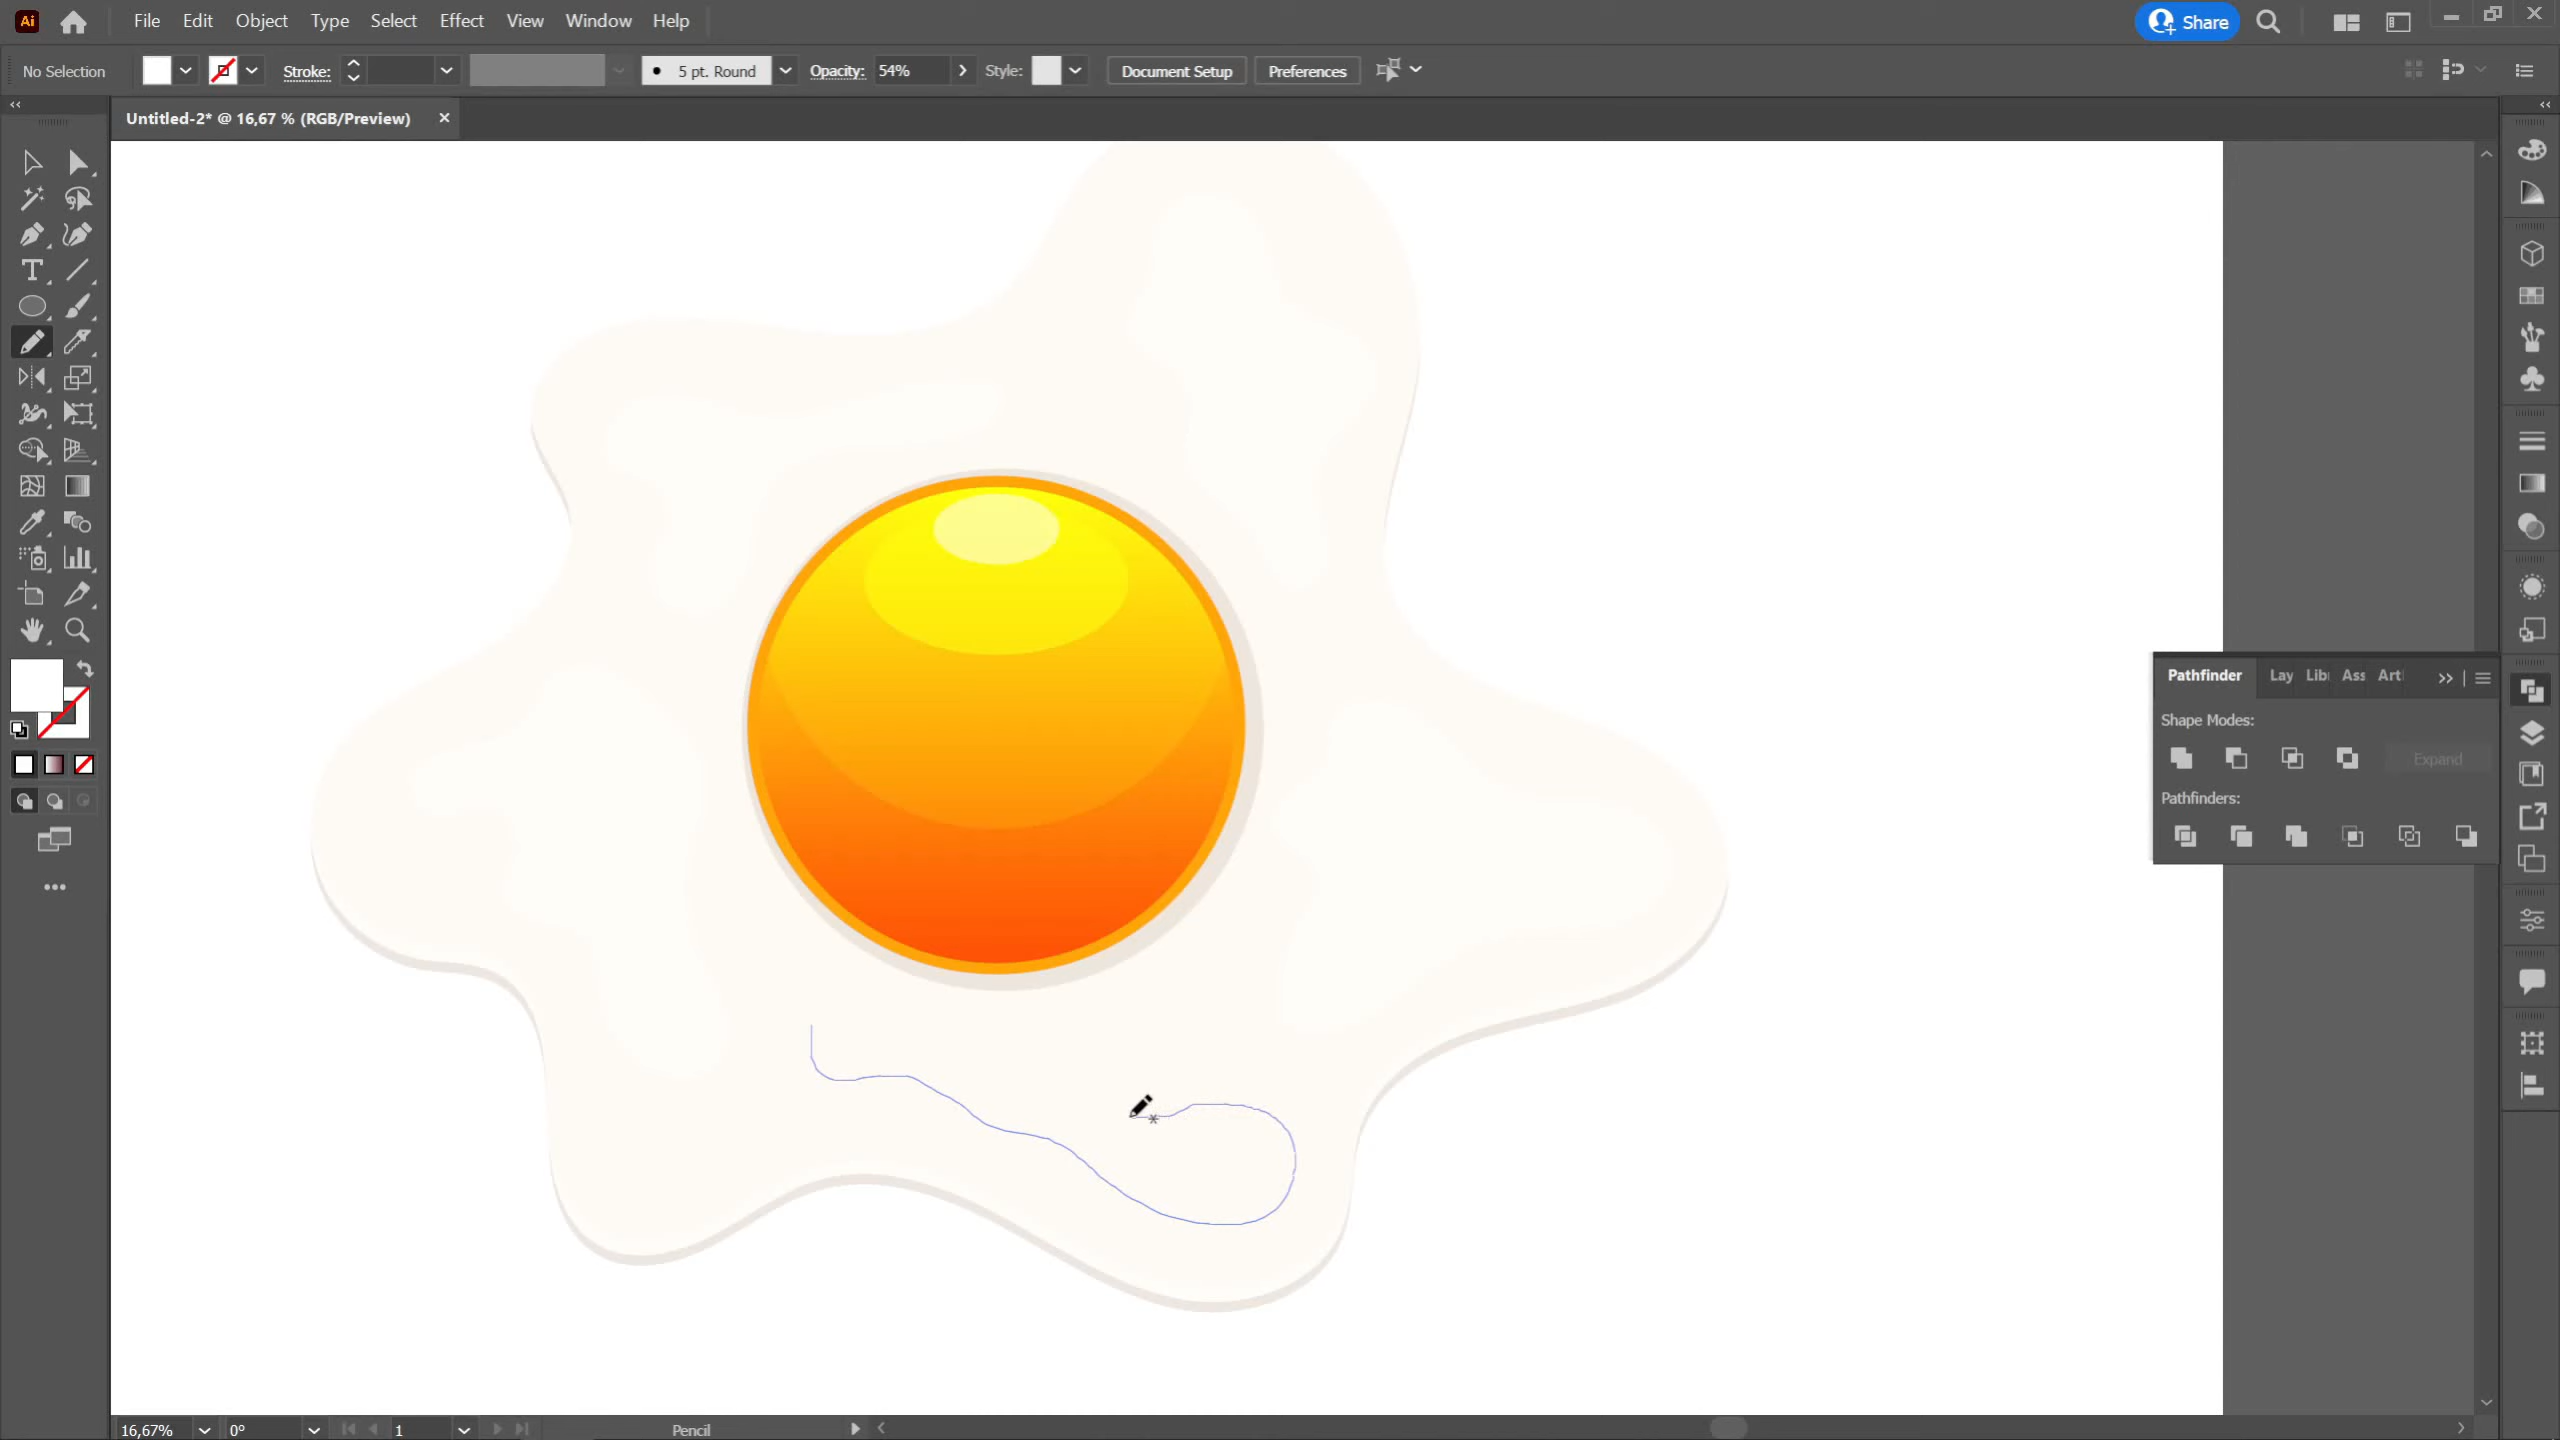 Ai File Edit Object Type Select Effect View Window Help Share
No Selection Stroke: 5 pt. Round Opacity: 54% Style: Document Setup Preferences
Untitled-2* @ 16,67 % (RGB/Preview)
Pathfinder Lay Lib Ass Art
Shape Modes:
Expand
Pathfinders:
16,67% 0° 1 Pencil